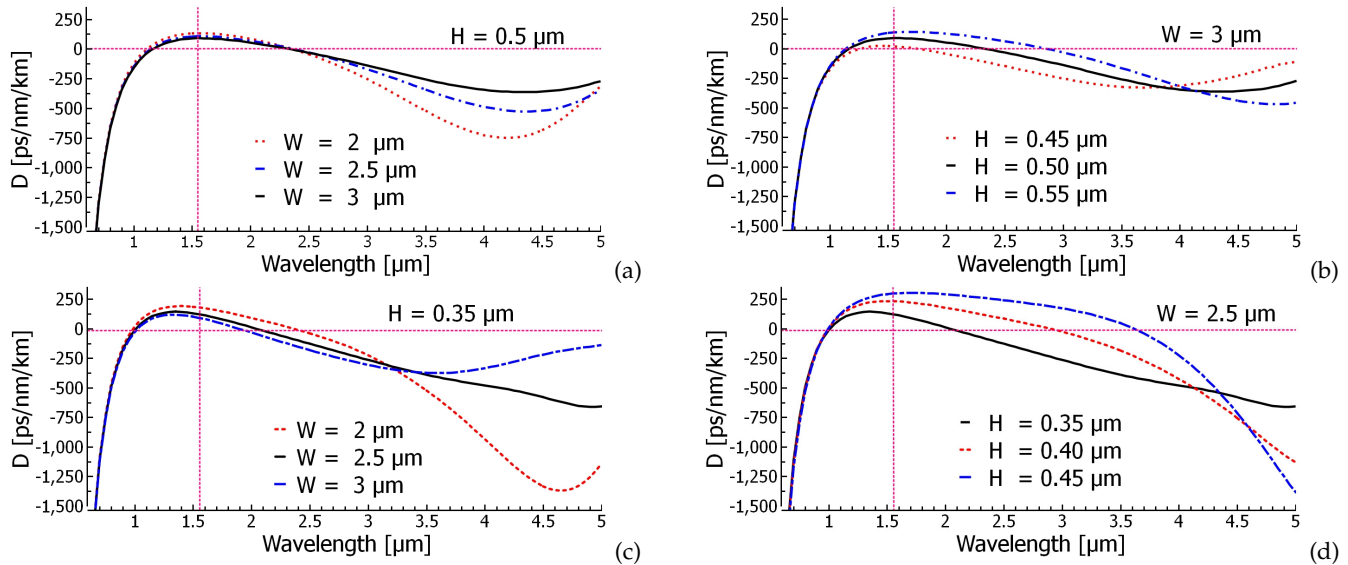 250
0
-250
-500
-750
-1,000
-1,250
-1,500
D [ps/nm/km]
H = 0.5 µm
W = 2 µm
W = 2.5 µm
W = 3 µm
1 1.5 2 2.5 3 3.5 4 4.5 5
Wavelength [µm]
(a)
250
0
-250
-500
-750
-1,000
-1,250
-1,500
D [ps/nm/km]
W = 3 µm
H = 0.45 µm
H = 0.50 µm
H = 0.55 µm
1 1.5 2 2.5 3 3.5 4 4.5 5
Wavelength [µm]
(b)
250
0
-250
-500
-750
-1,000
-1,250
-1,500
D [ps/nm/km]
H = 0.35 µm
W = 2 µm
W = 2.5 µm
W = 3 µm
1 1.5 2 2.5 3 3.5 4 4.5 5
Wavelength [µm]
(c)
250
0
-250
-500
-750
-1,000
-1,250
-1,500
D [ps/nm/km]
W = 2.5 µm
H = 0.35 µm
H = 0.40 µm
H = 0.45 µm
1 1.5 2 2.5 3 3.5 4 4.5 5
Wavelength [µm]
(d)